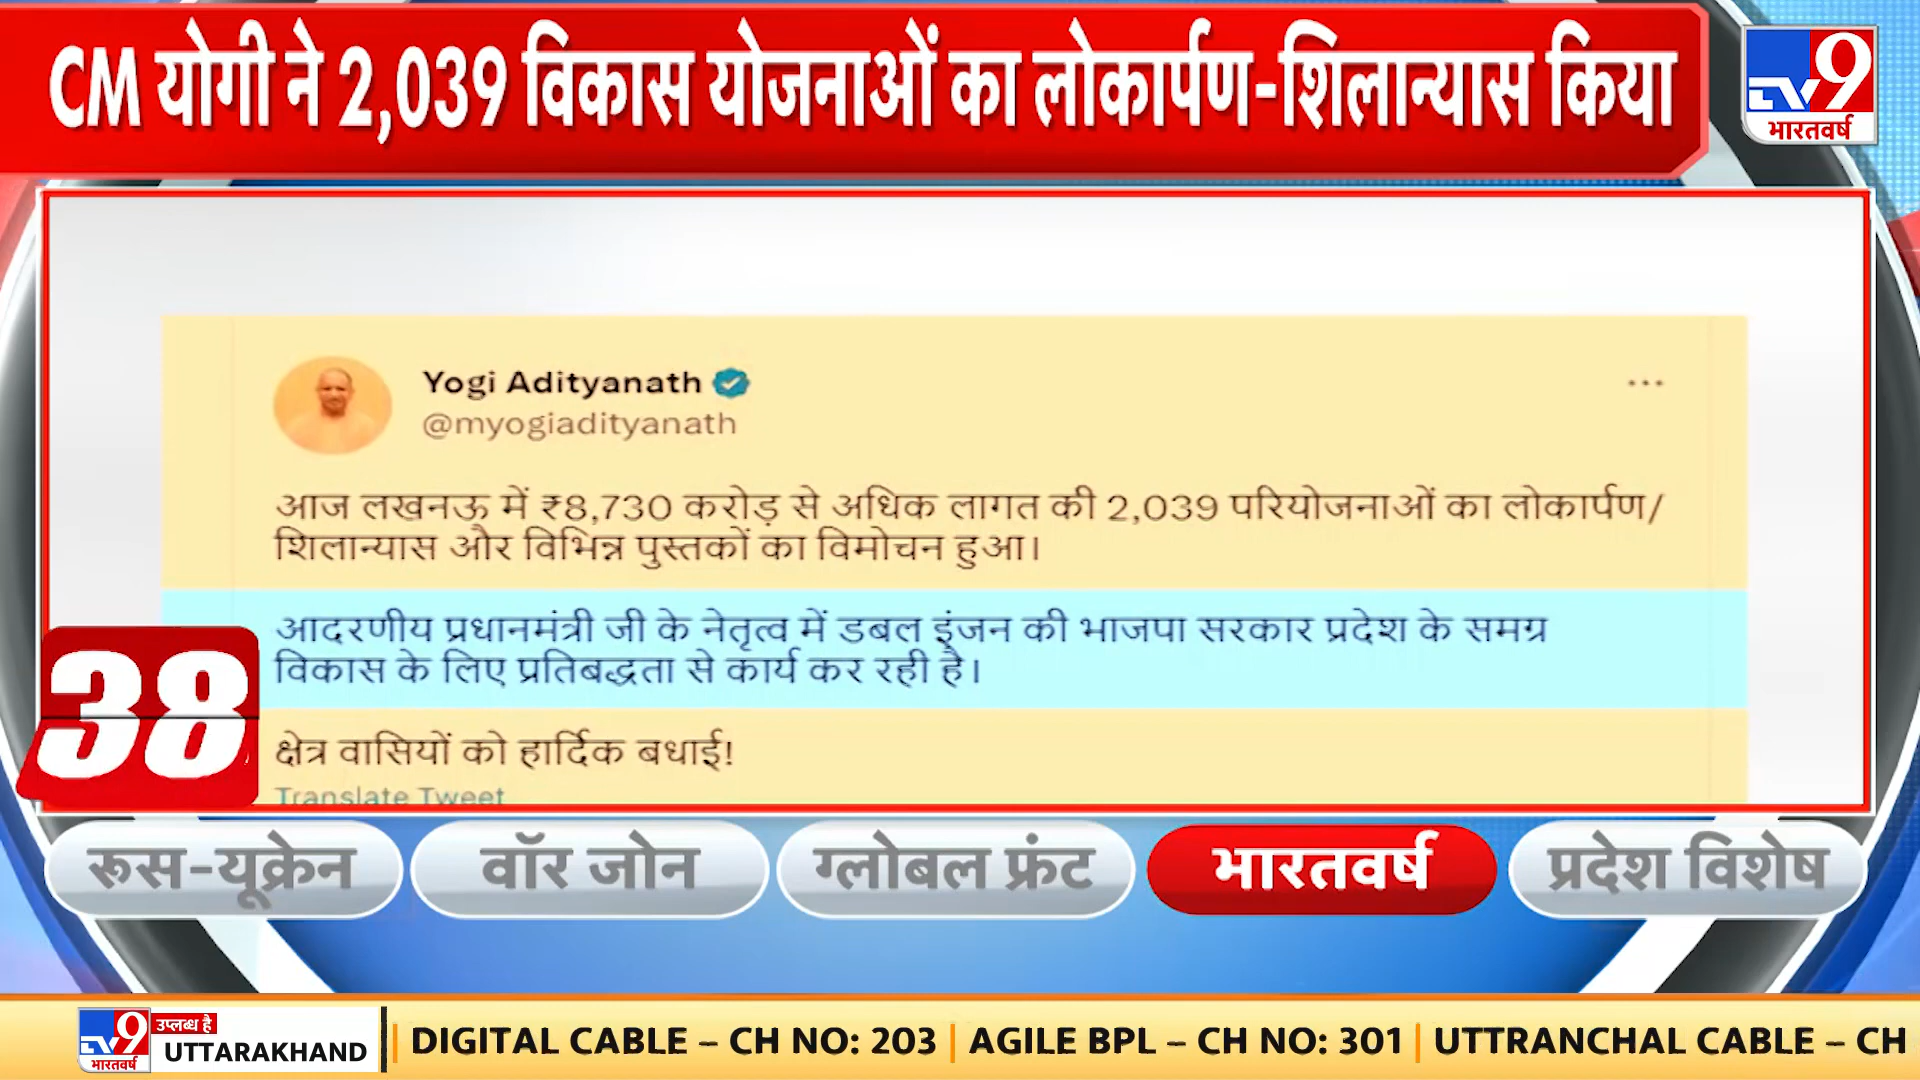 CM योगी ने 2,039 विकास योजनाओं का लोकार्पण-शिलान्यास किया
TV9
भारतवर्ष
Yogi Adityanath
@myogiadityanath
आज लखनऊ में ₹8,730 करोड़ से अधिक लागत की 2,039 परियोजनाओं का लोकार्पण/
शिलान्यास और विभिन्न पुस्तकों का विमोचन हुआ।
आदरणीय प्रधानमंत्री जी के नेतृत्व में डबल इंजन की भाजपा सरकार प्रदेश के समग्र
विकास के लिए प्रतिबद्धता से कार्य कर रही है।
38
क्षेत्र वासियों को हार्दिक बधाई!
Translate Tweet
रूस-यूक्रेन
वॉर जोन
ग्लोबल फ्रंट
भारतवर्ष
प्रदेश विशेष
TV9
भारतवर्ष
उप्लब्ध है
UTTARAKHAND
DIGITAL CABLE – CH NO: 203 | AGILE BPL – CH NO: 301 | UTTRANCHAL CABLE – CH